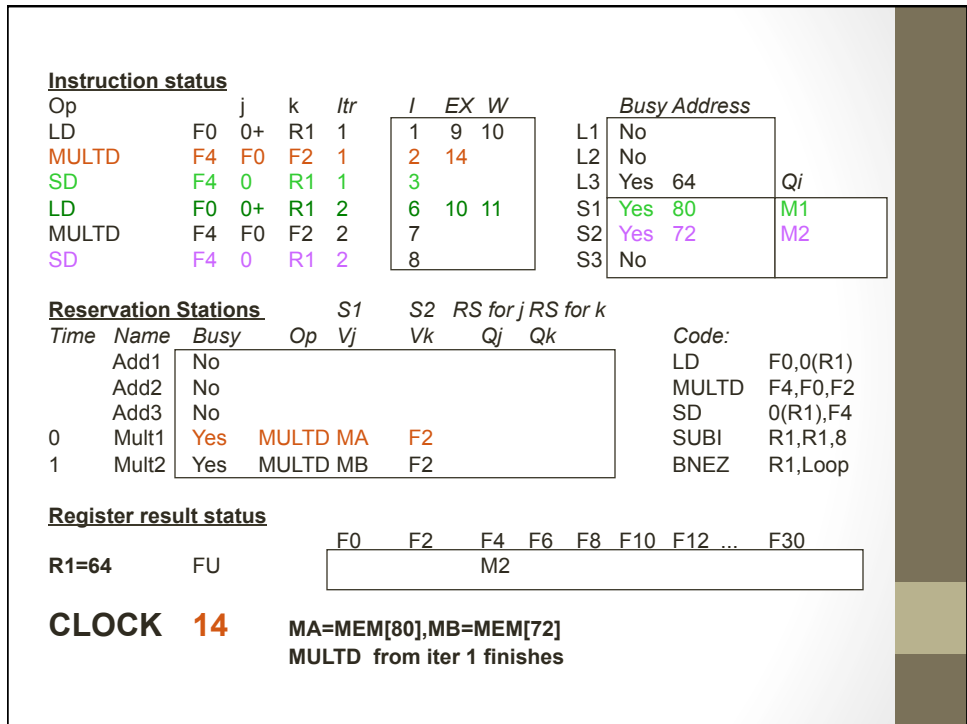 Instruction status
Op j k Itr I EX W Busy Address
LD F0 0+ R1 1 1 9 10 L1 No
MULTD F4 F0 F2 1 2 14 L2 No
SD F4 0 R1 1 3 L3 Yes 64 Qi
LD F0 0+ R1 2 6 10 11 S1 Yes 80 M1
MULTD F4 F0 F2 2 7 S2 Yes 72 M2
SD F4 0 R1 2 8 S3 No
Reservation Stations S1 S2 RS for j RS for k
Time Name Busy Op Vj Vk Qj Qk Code:
Add1 No LD F0,0(R1)
Add2 No MULTD F4,F0,F2
Add3 No SD 0(R1),F4
0 Mult1 Yes MULTD MA F2 SUBI R1,R1,8
1 Mult2 Yes MULTD MB F2 BNEZ R1,Loop
Register result status
F0 F2 F4 F6 F8 F10 F12 ... F30
R1=64 FU M2
CLOCK 14 MA=MEM[80],MB=MEM[72]
MULTD from iter 1 finishes